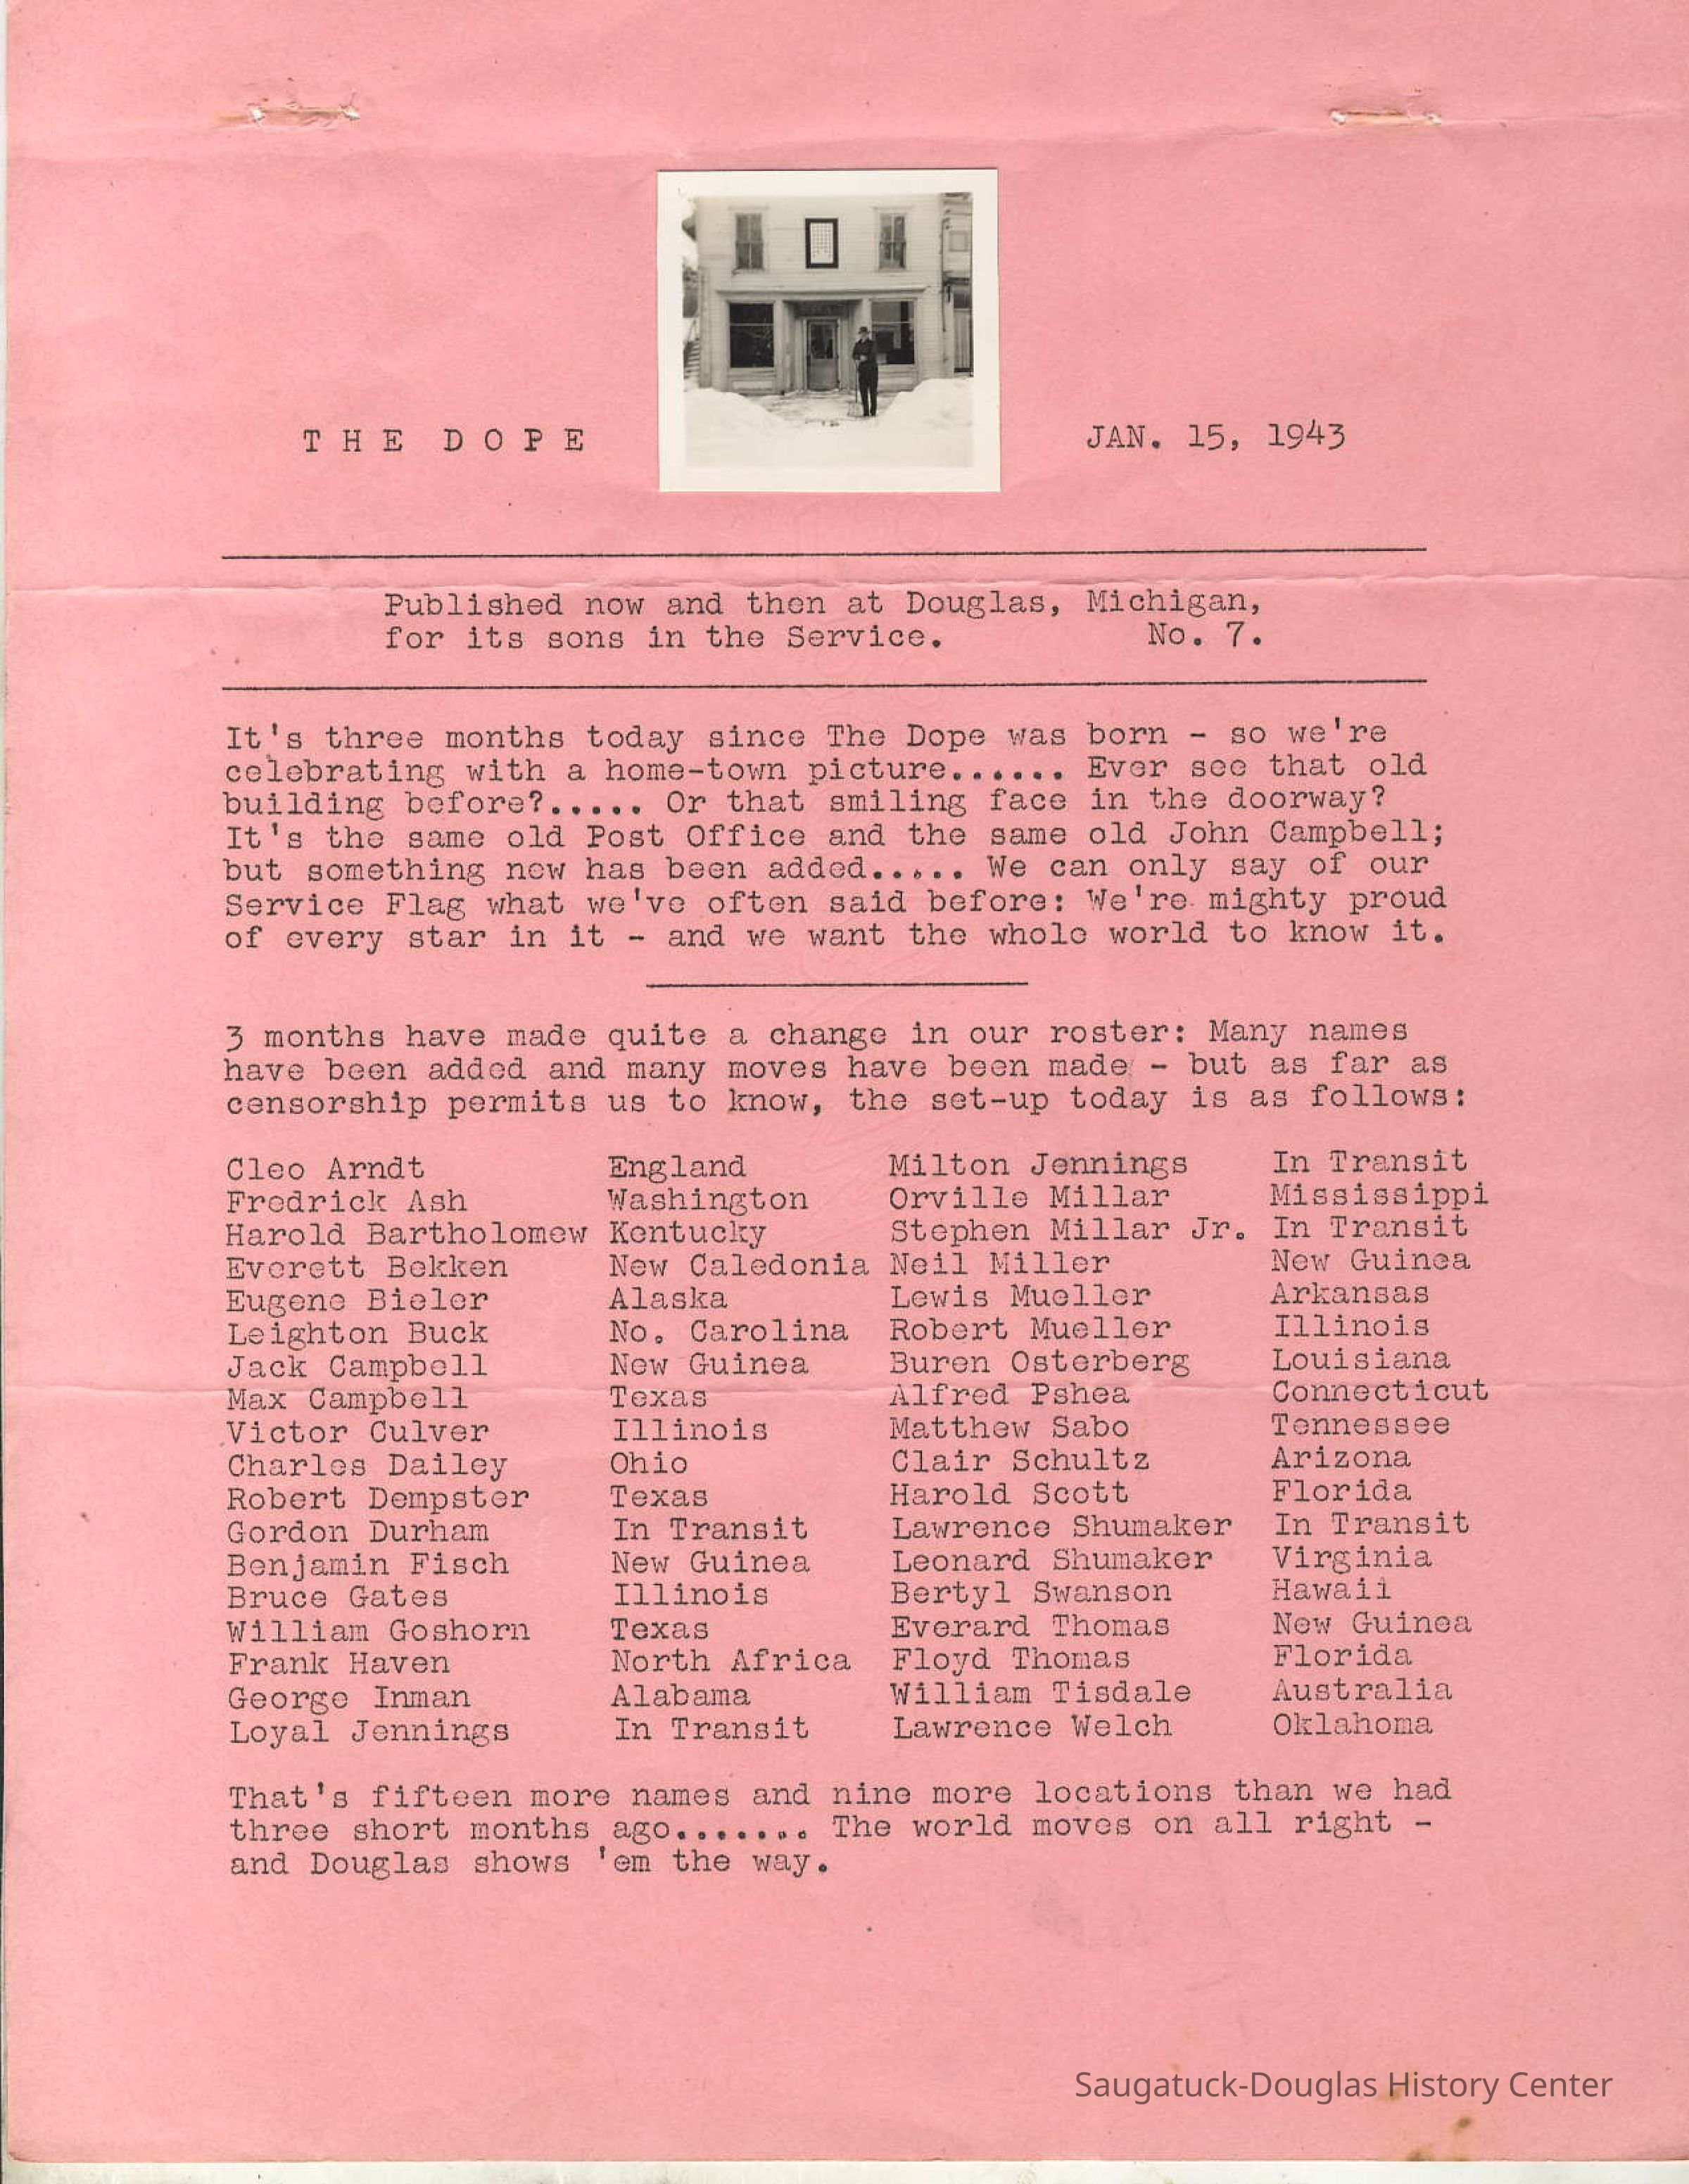 THE DOPE JAN. 15, 1943
Published now and then at Douglas, Michigan,
for its sons in the Service. No. 7.
It's three months today since The Dope was born - so we're
celebrating with a home-town picture...... Ever see that old
building before?..... Or that smiling face in the doorway?
It's the same old Post Office and the same old John Campbell;
but something new has been added..... We can only say of our
Service Flag what we've often said before: We're mighty proud
of every star in it - and we want the whole world to know it.
3 months have made quite a change in our roster: Many names
have been added and many moves have been made - but as far as
censorship permits us to know, the set-up today is as follows:
Cleo Arndt England Milton Jennings In Transit
Fredrick Ash Washington Orville Millar Mississippi
Harold Bartholomew Kentucky Stephen Millar Jr. In Transit
Everett Bekken New Caledonia Neil Miller New Guinea
Eugene Bieler Alaska Lewis Mueller Arkansas
Leighton Buck No. Carolina Robert Mueller Illinois
Jack Campbell New Guinea Buren Osterberg Louisiana
Max Campbell Texas Alfred Pshea Connecticut
Victor Culver Illinois Matthew Sabo Tennessee
Charles Dailey Ohio Clair Schultz Arizona
Robert Dempster Texas Harold Scott Florida
Gordon Durham In Transit Lawrence Shumaker In Transit
Benjamin Fisch New Guinea Leonard Shumaker Virginia
Bruce Gates Illinois Bertyl Swanson Hawaii
William Goshorn Texas Everard Thomas New Guinea
Frank Haven North Africa Floyd Thomas Florida
George Inman Alabama William Tisdale Australia
Loyal Jennings In Transit Lawrence Welch Oklahoma
That's fifteen more names and nine more locations than we had
three short months ago....... The world moves on all right -
and Douglas shows 'em the way.
Saugatuck-Douglas History Center